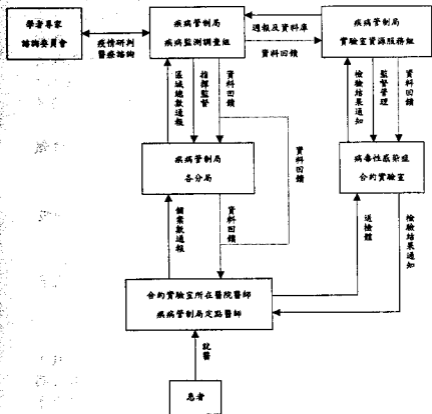 學者專家
諮詢委員會
疫情研判
醫療諮詢
疾病管制局
疾病監測調查組
週報及資料庫
資料回饋
疾病管制局
實驗室資源服務組
區域總數通報
指揮監督
資料回饋
資料回饋
檢驗結果通知
監督管理
資料回饋
疾病管制局
各分局
病毒性感染症
合約實驗室
個案數通報
資料回饋
送檢體
檢驗結果通知
合約實驗室所在醫院醫師
疾病管制局定點醫師
就醫
患者